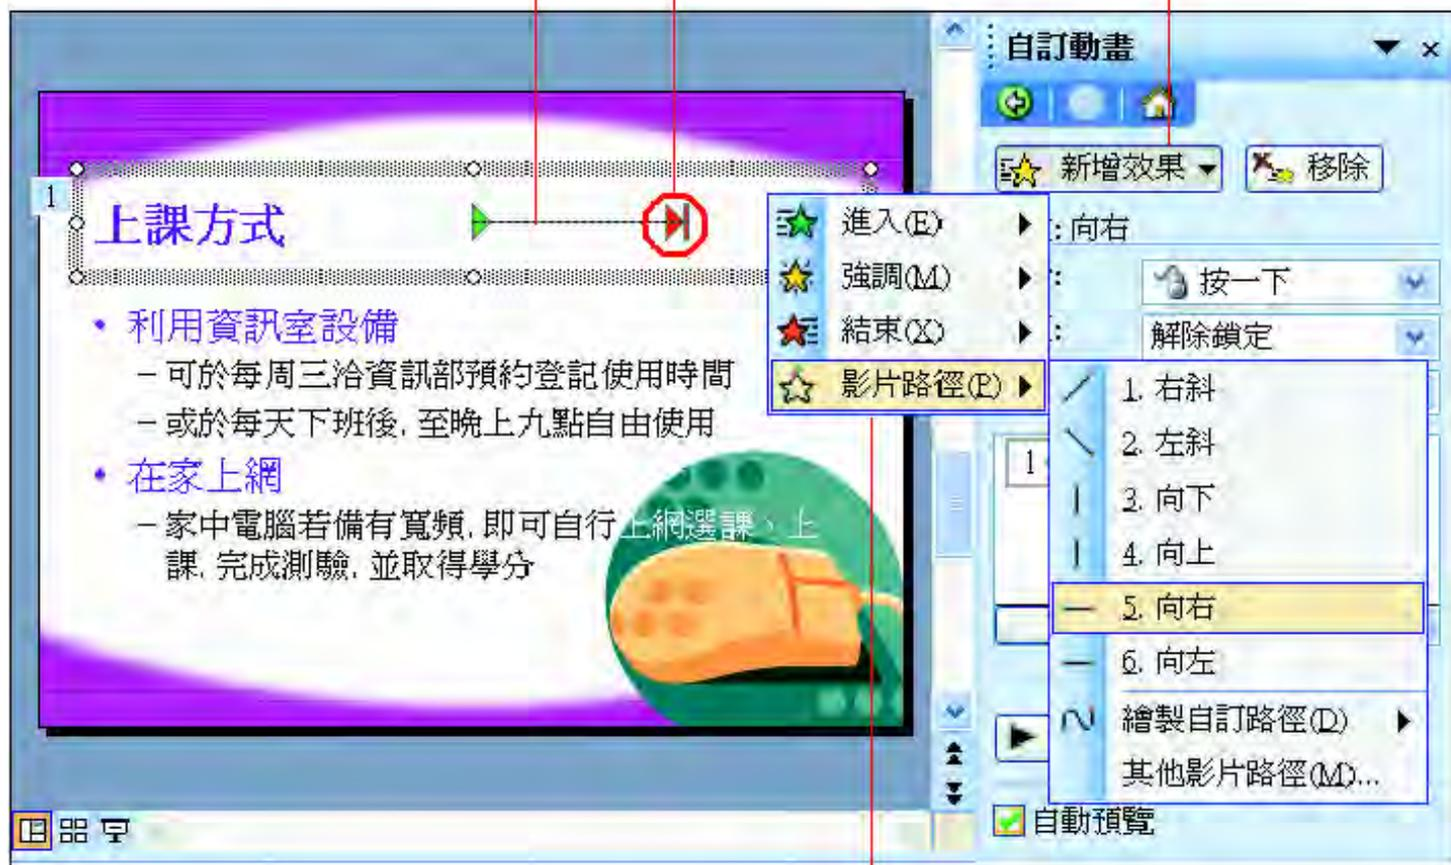 自訂動畫
新增效果
移除
1
上課方式
• 利用資訊室設備
– 可於每周三洽資訊部預約登記使用時間
– 或於每天下班後, 至晚上九點自由使用
• 在家上網
– 家中電腦若備有寬頻, 即可自行上網選課、上
課, 完成測驗, 並取得學分
進入(E)
強調(M)
結束(X)
影片路徑(P)
: 向右
按一下
解除鎖定
1
1. 右斜
2. 左斜
3. 向下
4. 向上
5. 向右
6. 向左
繪製自訂路徑(D)
其他影片路徑(M)...
自動預覽